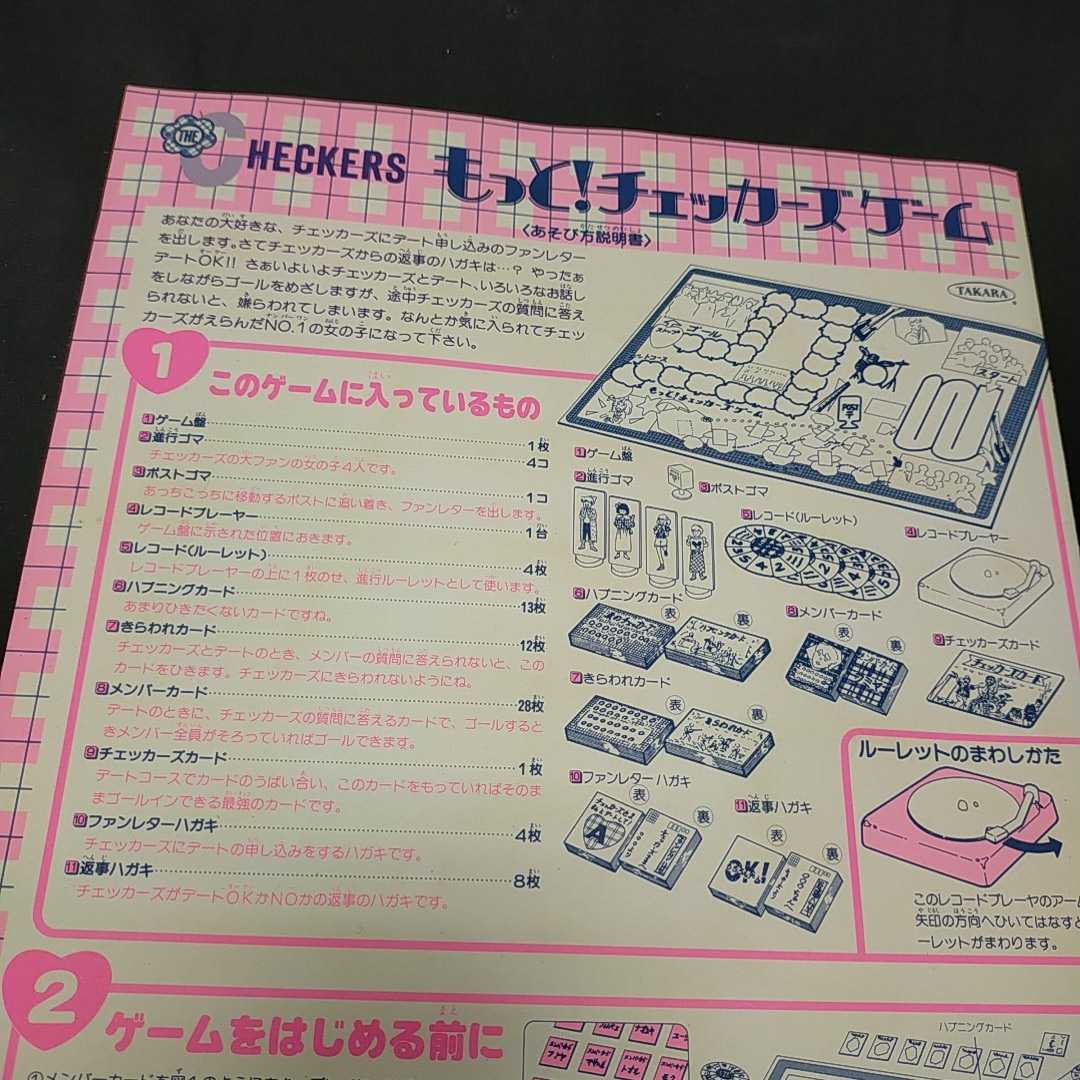 THE CHECKERS もっと!チェッカーズゲーム
〈あそび方説明書〉
TAKARA
あなたの大好きな、チェッカーズにデート申し込みのファンレター
を出します。さてチェッカーズからの返事のハガキは…? やったぁ
デートOK!! さぁいよいよチェッカーズとデート、いろいろなお話し
をしながらゴールをめざしますが、途中チェッカーズの質問に答え
られないと、嫌らわれてしまいます。なんとか気に入られてチェッ
カーズがえらんだNO.1の女の子になって下さい。
1 このゲームに入っているもの
1ゲーム盤 1枚
2進行ゴマ 4コ
チェッカーズの大ファンの女の子4人です。
3ポストゴマ 1コ
あっちこっちに移動するポストに追い着き、ファンレターを出します。
4レコードプレーヤー 1台
ゲーム盤に示された位置におきます。
5レコード(ルーレット) 4枚
レコードプレーヤーの上に1枚のせ、進行ルーレットとして使います。
6ハプニングカード 13枚
あまりひきたくないカードですね。
7きらわれカード 12枚
チェッカーズとデートのとき、メンバーの質問に答えられないと、この
カードをひきます。チェッカーズにきらわれないようにね。
8メンバーカード 28枚
デートのときに、チェッカーズの質問に答えるカードで、ゴールすると
きメンバー全員がそろっていればゴールできます。
9チェッカーズカード 1枚
デートコースでカードのうばい合い、このカードをもっていればそのま
まゴールインできる最強のカードです。
10ファンレターハガキ 4枚
チェッカーズにデートの申し込みをするハガキです。
11返事ハガキ 8枚
チェッカーズがデートOKかNOかの返事のハガキです。
ゴール
スタート
もっと!チェッカーズゲーム
POST
1ゲーム盤
2進行ゴマ
3ポストゴマ
5レコード(ルーレット)
4レコードプレーヤー
6ハプニングカード
表
裏
8メンバーカード
表
裏
9チェッカーズカード
チェッカーズカード
7きらわれカード
表
裏
きらわれカード
10ファンレターハガキ
表
裏
A
11返事ハガキ
表
裏
OK!
ルーレットのまわしかた
このレコードプレーヤのアーム
矢印の方向へひいてはなすと
ーレットがまわります。
2 ゲームをはじめる前に
ハプニングカード